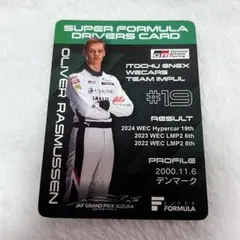 SUPER FORMULA
DRIVERS CARD
OLIVER RASMUSSEN
GR
ITOCHU ENEX
WECARS
TEAM IMPUL
#19
RESULT
2024 WEC Hypercar 19th
2023 WEC LMP2 6th
2022 WEC LMP2 8th
PROFILE
2000.11.6
デンマーク
JAF GRAND PRIX SUZUKA
SUPER
FORMULA